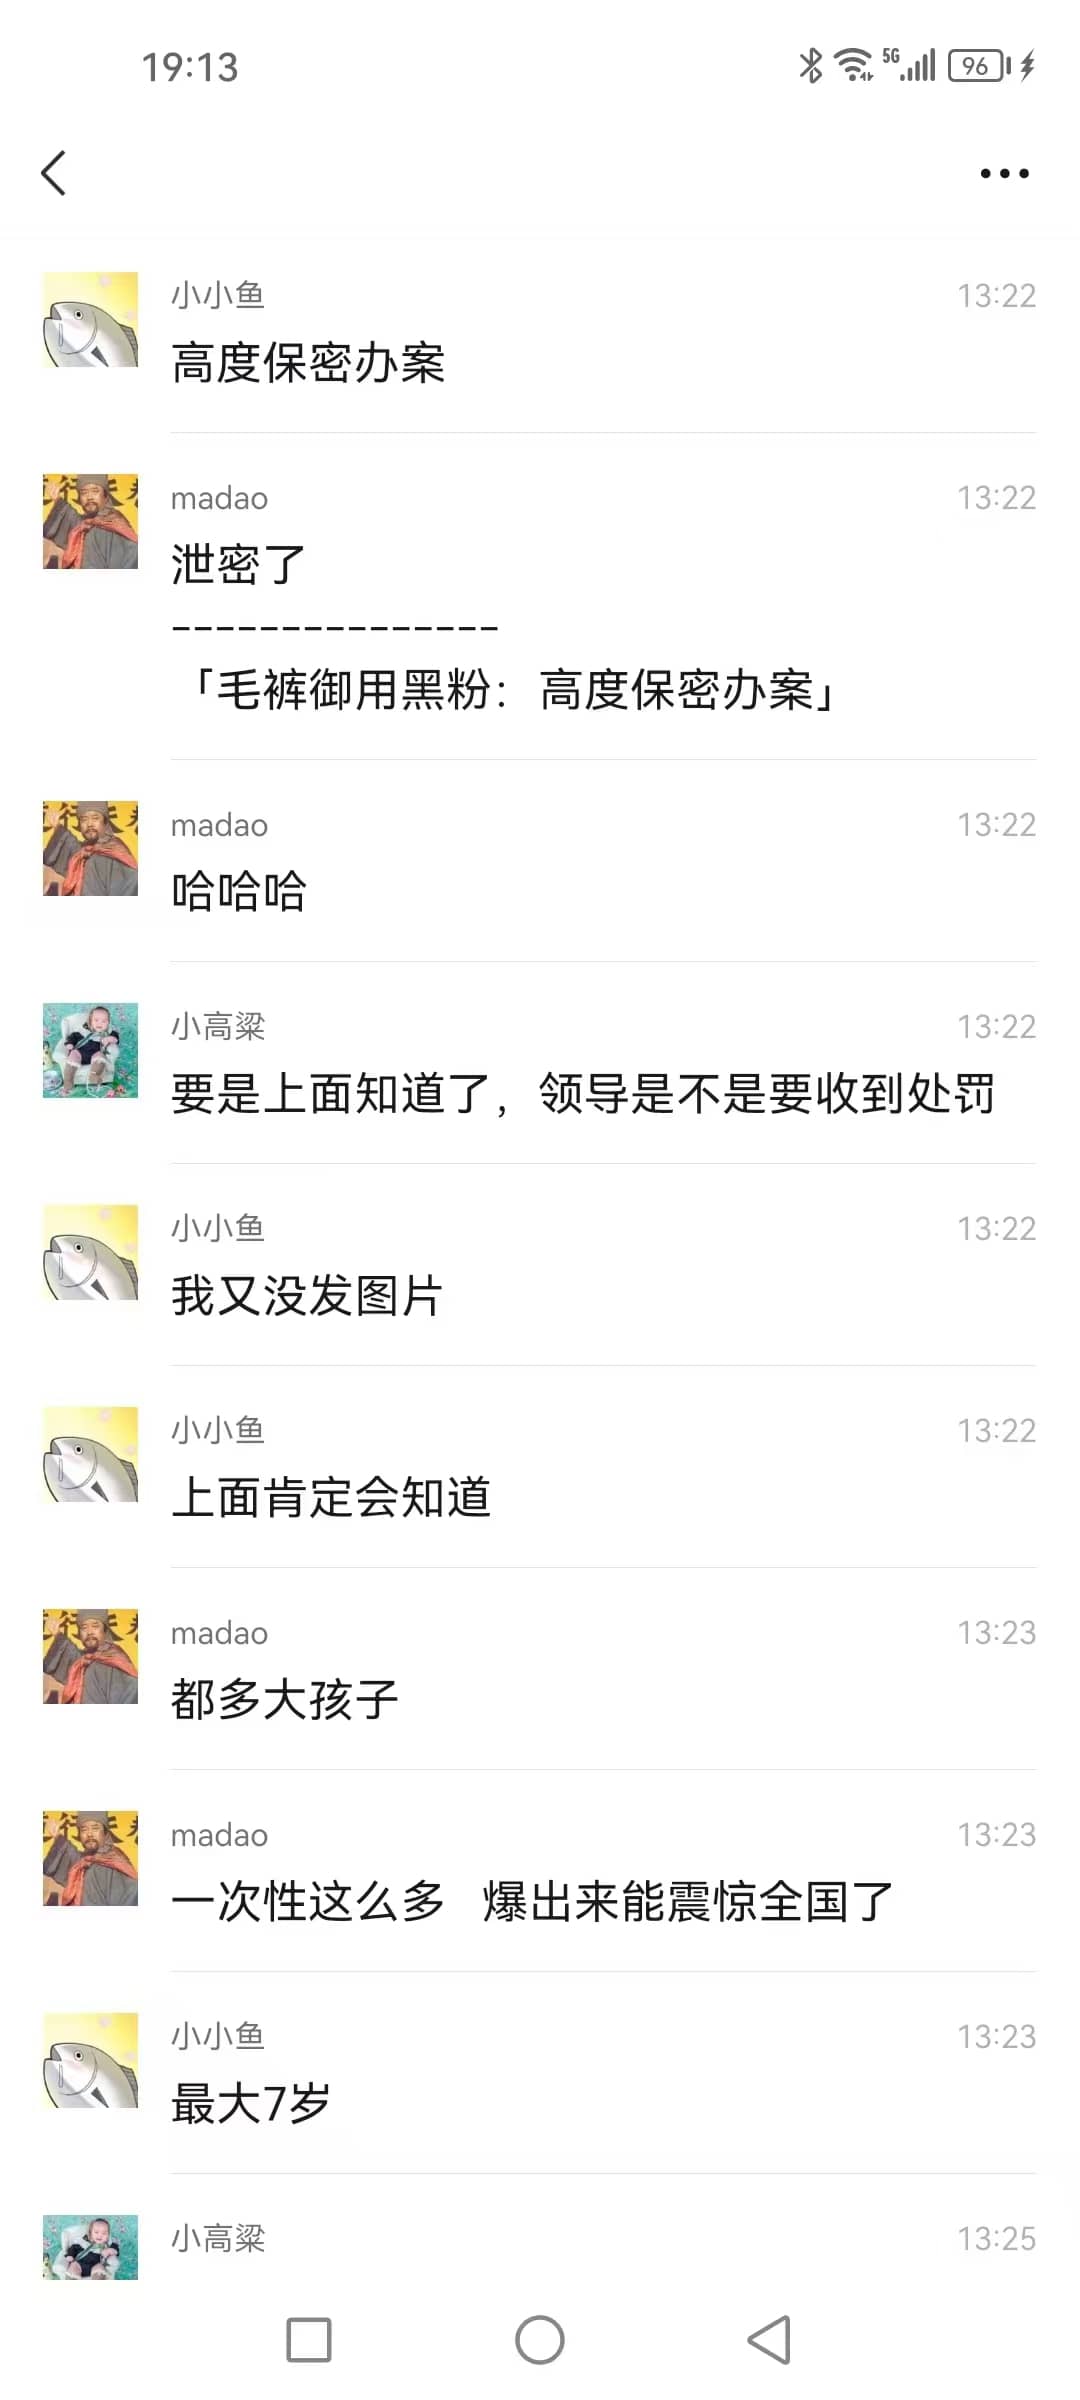 19:13
5G
96
小小鱼
13:22
高度保密办案
madao
13:22
泄密了
---------------
「毛裤御用黑粉：高度保密办案」
madao
13:22
哈哈哈
小高粱
13:22
要是上面知道了，领导是不是要收到处罚
小小鱼
13:22
我又没发图片
小小鱼
13:22
上面肯定会知道
madao
13:23
都多大孩子
madao
13:23
一次性这么多 爆出来能震惊全国了
小小鱼
13:23
最大7岁
小高粱
13:25